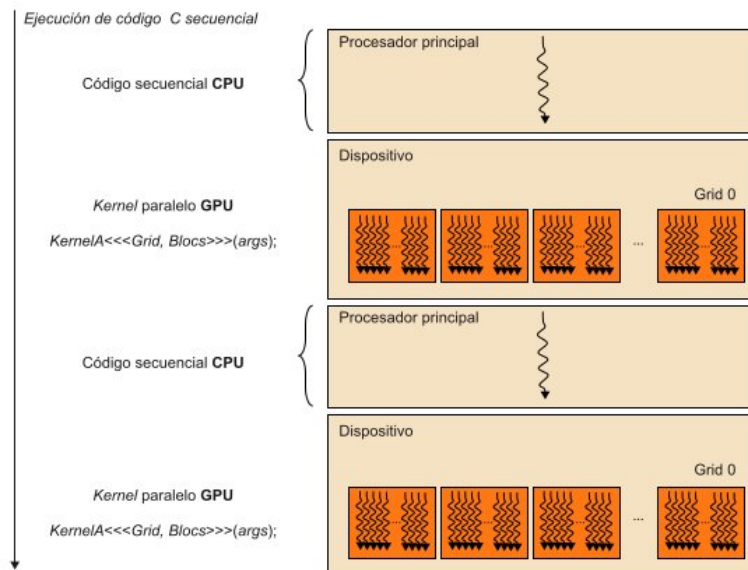 Ejecución de código C secuencial
Procesador principal
Código secuencial CPU
Dispositivo
Grid 0
Kernel paralelo GPU
KernelA<<<Grid, Blocs>>>(args);
...
...
...
...
...
Procesador principal
Código secuencial CPU
Dispositivo
Grid 0
Kernel paralelo GPU
KernelA<<<Grid, Blocs>>>(args);
...
...
...
...
...